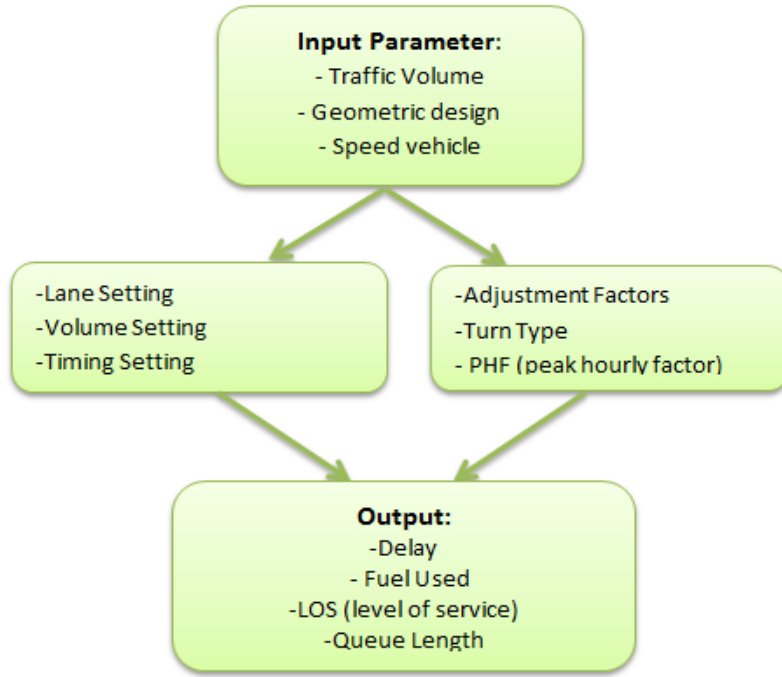 Input Parameter:
- Traffic Volume
- Geometric design
- Speed vehicle
-Lane Setting
-Volume Setting
-Timing Setting
-Adjustment Factors
-Turn Type
- PHF (peak hourly factor)
Output:
-Delay
- Fuel Used
-LOS (level of service)
-Queue Length